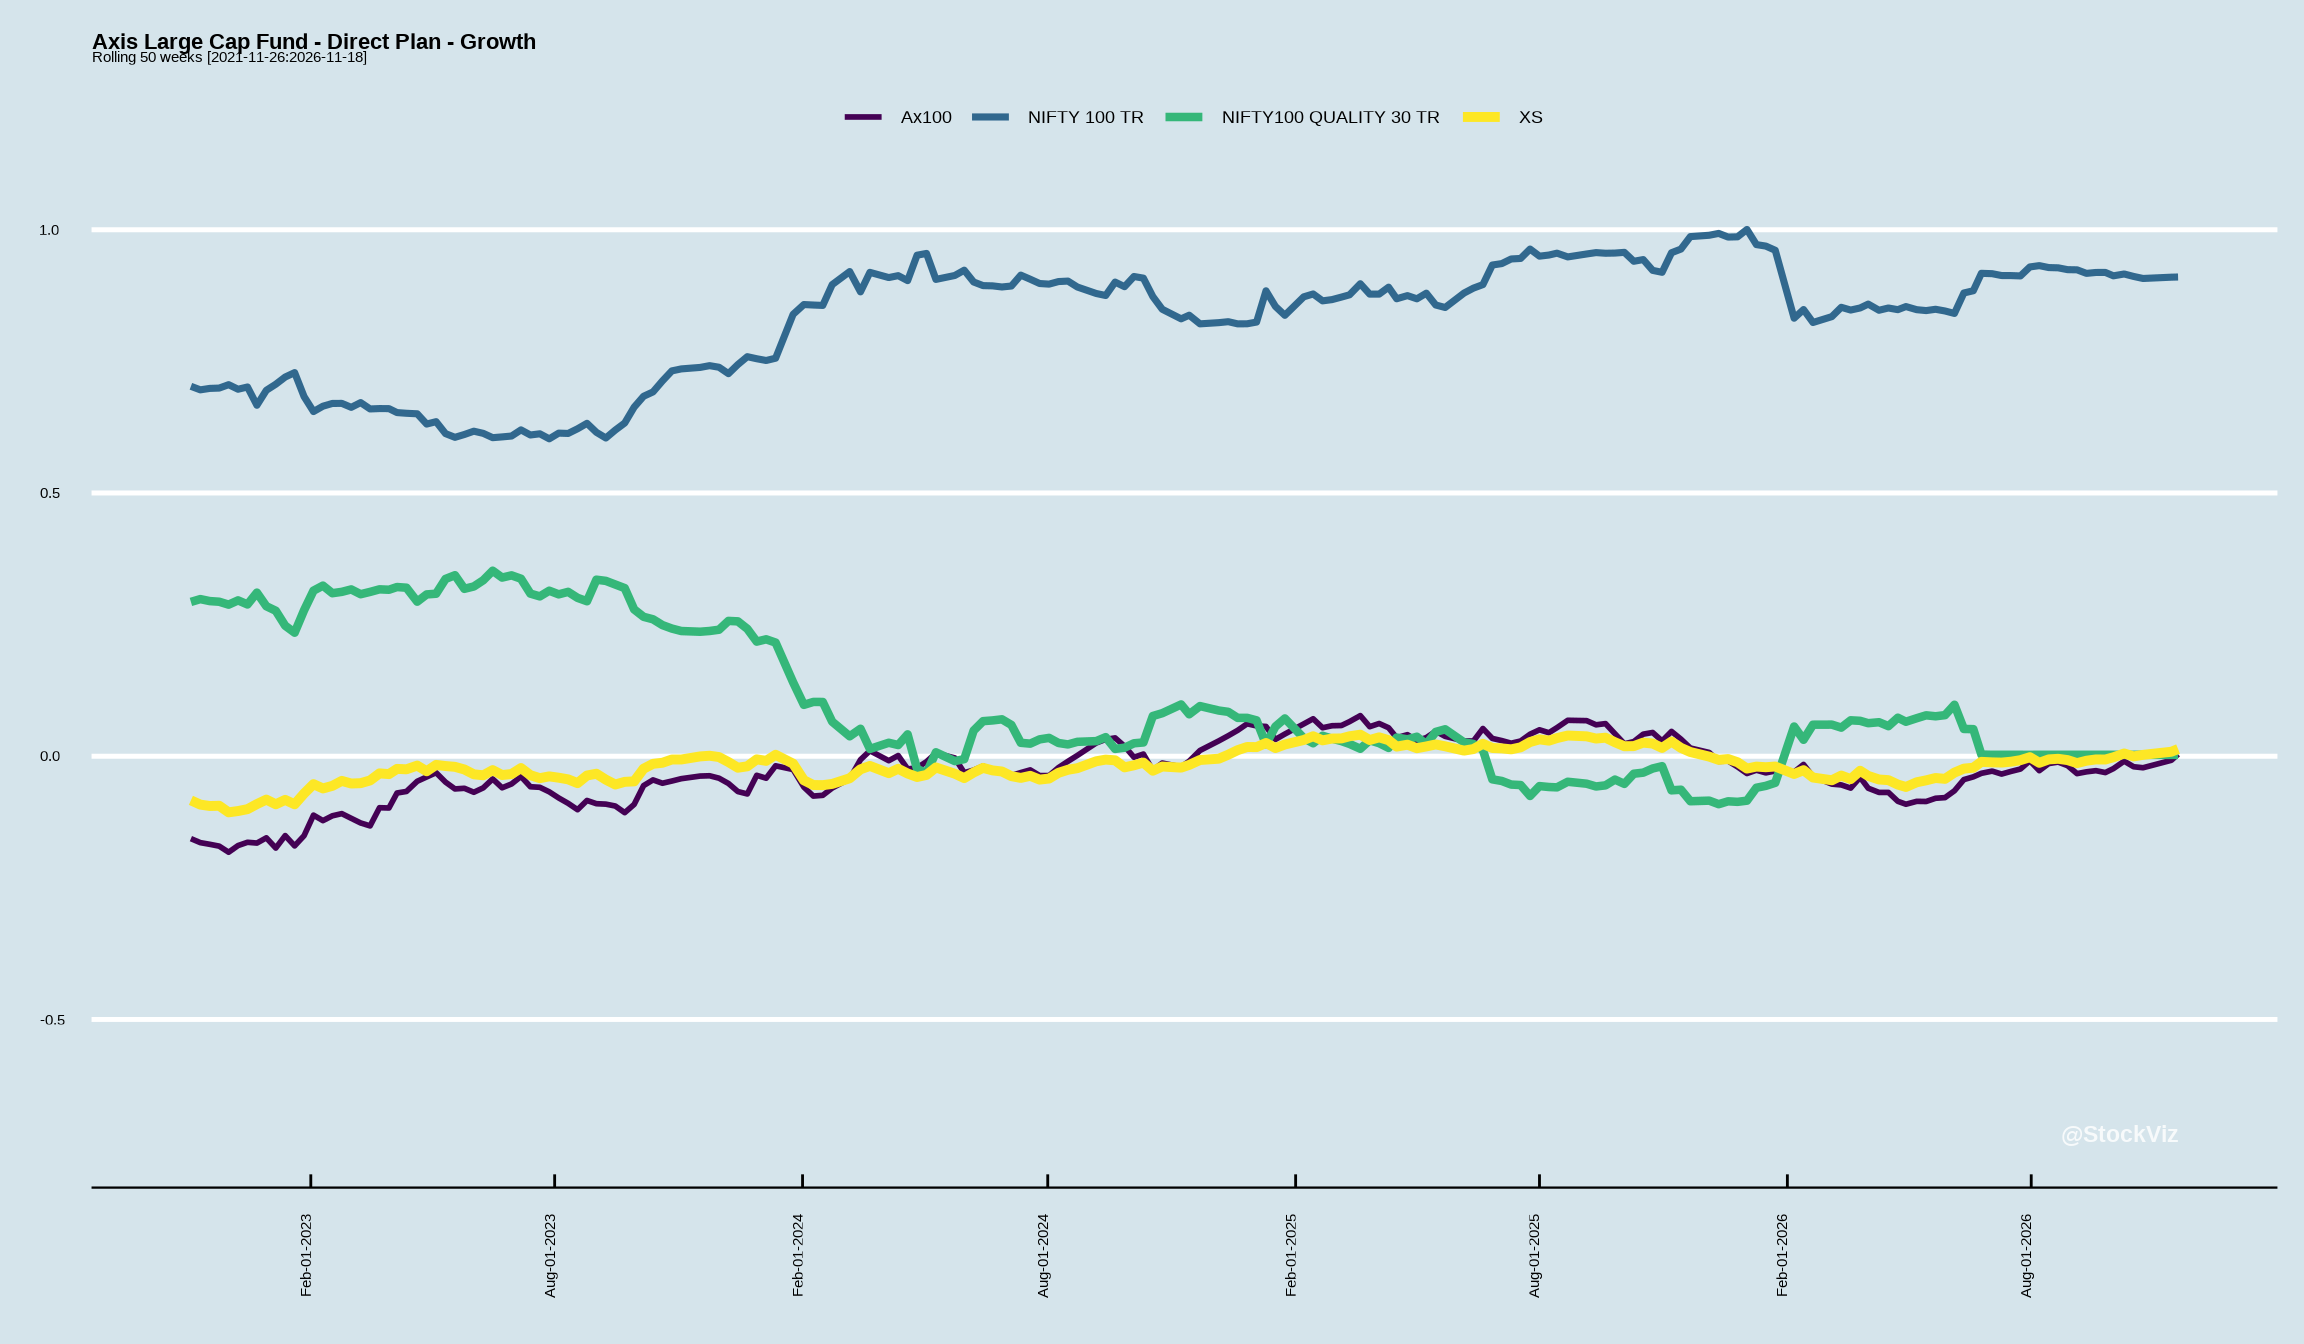 Axis Large Cap Fund - Direct Plan - Growth
Rolling 50 weeks [2021-11-26:2026-11-18]
Ax100 NIFTY 100 TR NIFTY100 QUALITY 30 TR XS
1.0
0.5
0.0
-0.5
@StockViz
Feb-01-2023 Aug-01-2023 Feb-01-2024 Aug-01-2024 Feb-01-2025 Aug-01-2025 Feb-01-2026 Aug-01-2026